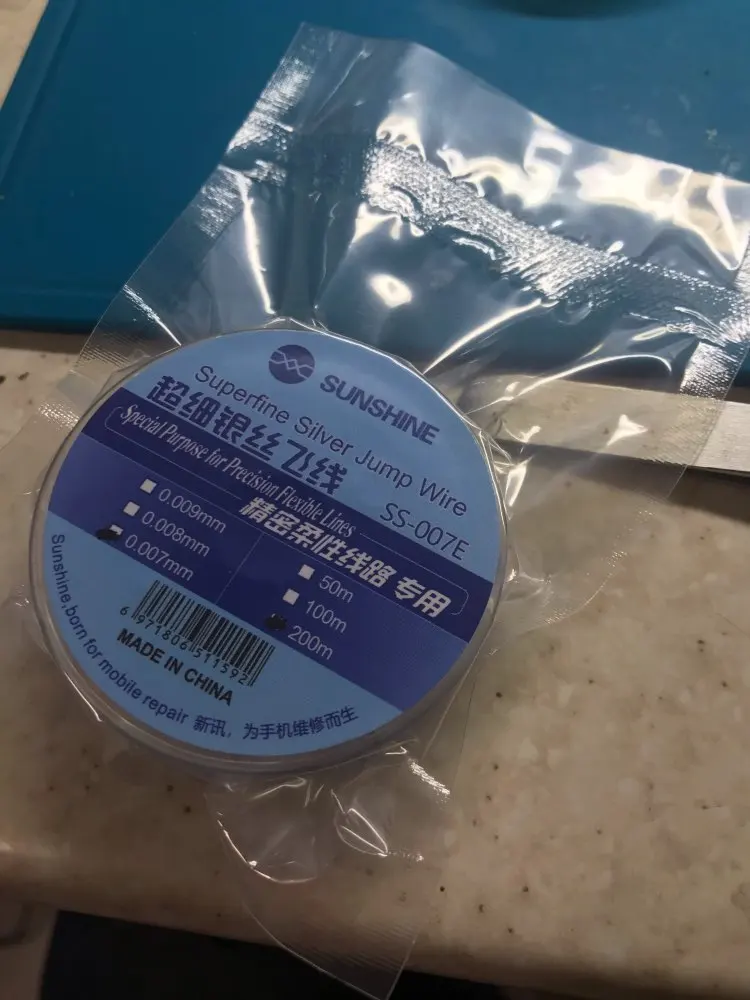 SUNSHINE
Superfine Silver Jump Wire
超细银丝飞线
SS-007E
Special Purpose for Precision Flexible Lines
精密柔性线路 专用
0.009mm
0.008mm
0.007mm
50m
100m
200m
6 971806 511592
MADE IN CHINA
Sunshine,born for mobile repair 新讯，为手机维修而生